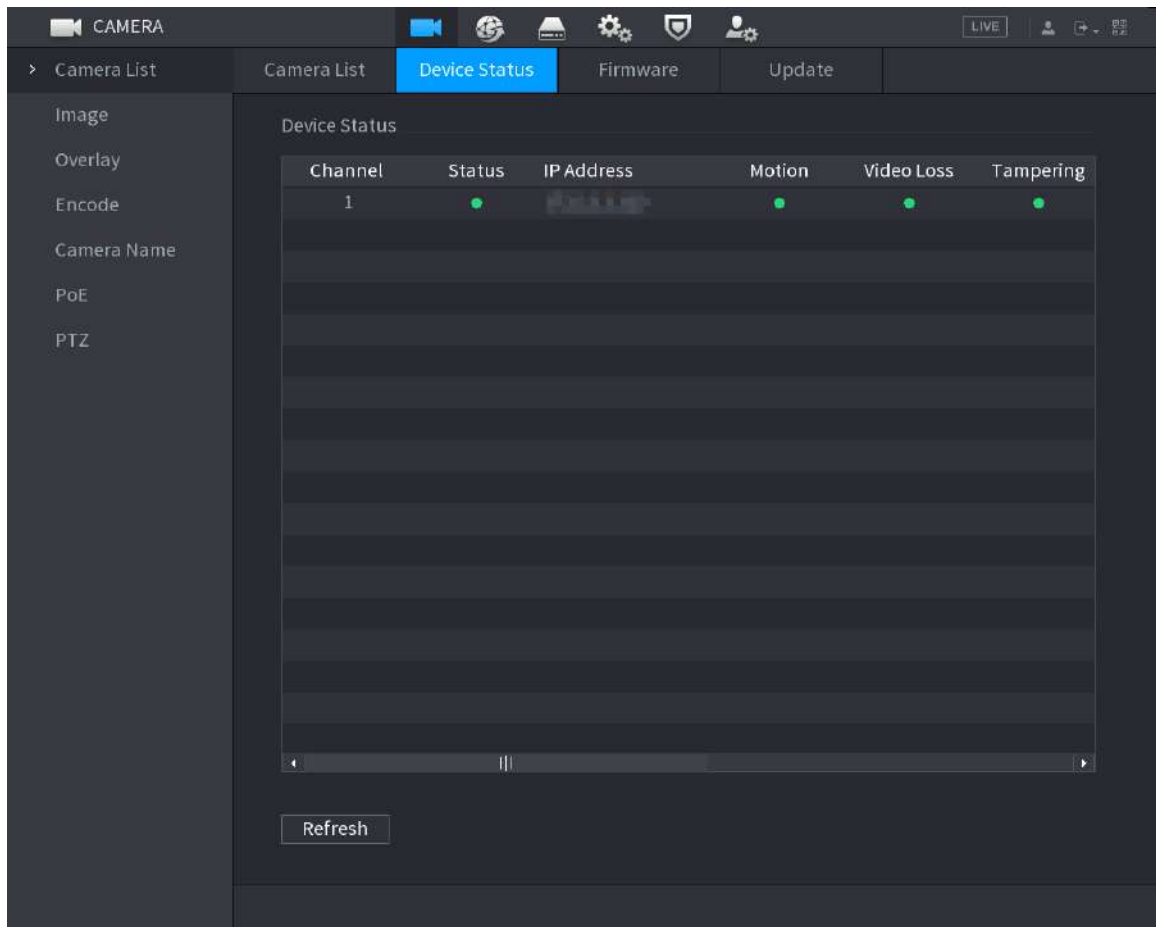 CAMERA
LIVE
Camera List
Image
Overlay
Encode
Camera Name
PoE
PTZ
Camera List Device Status Firmware Update
Device Status
Channel Status IP Address Motion Video Loss Tampering
1
Refresh